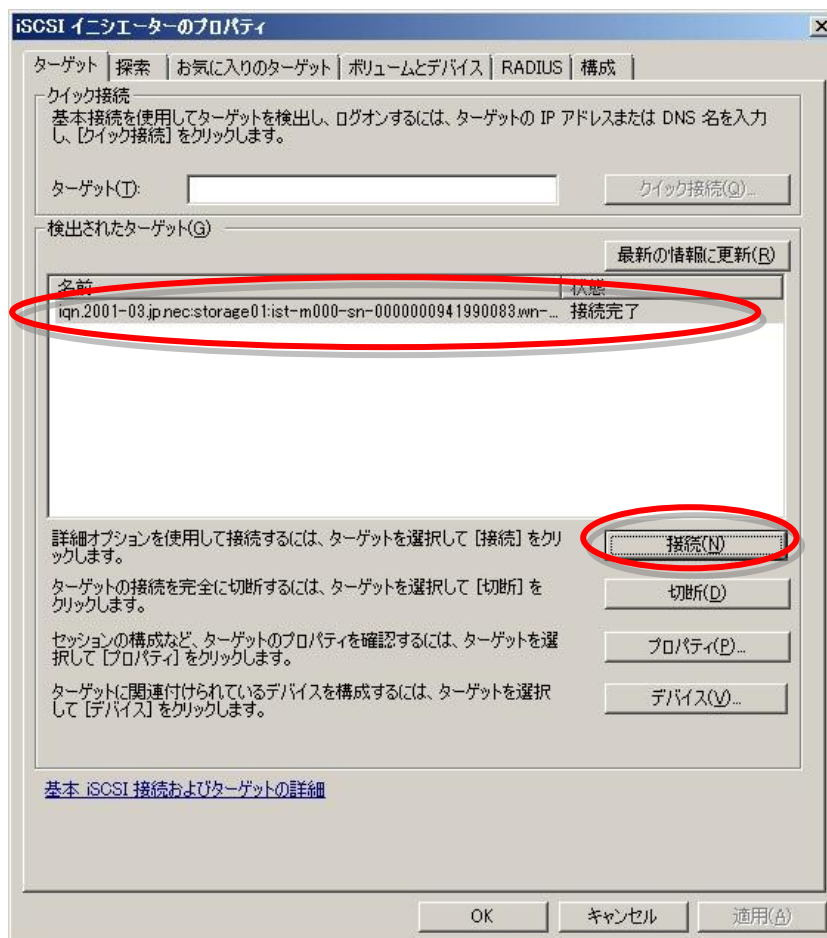 iSCSI イニシエーターのプロパティ
ターゲット 探索 お気に入りのターゲット ボリュームとデバイス RADIUS 構成
クイック接続
基本接続を使用してターゲットを検出し、ログオンするには、ターゲットの IP アドレスまたは DNS 名を入力
し、[クイック接続] をクリックします。
ターゲット(T): クイック接続(Q)...
検出されたターゲット(G)
最新の情報に更新(R)
名前 状態
iqn.2001-03.jp.nec:storage01:ist-m000-sn-0000000941990083.wn-... 接続完了
詳細オプションを使用して接続するには、ターゲットを選択して [接続] をクリ
ックします。
接続(N)
ターゲットの接続を完全に切断するには、ターゲットを選択して [切断] を
クリックします。
切断(D)
セッションの構成など、ターゲットのプロパティを確認するには、ターゲットを選
択して [プロパティ] をクリックします。
プロパティ(P)...
ターゲットに関連付けられているデバイスを構成するには、ターゲットを選択
して [デバイス] をクリックします。
デバイス(V)...
基本 iSCSI 接続およびターゲットの詳細
OK キャンセル 適用(A)